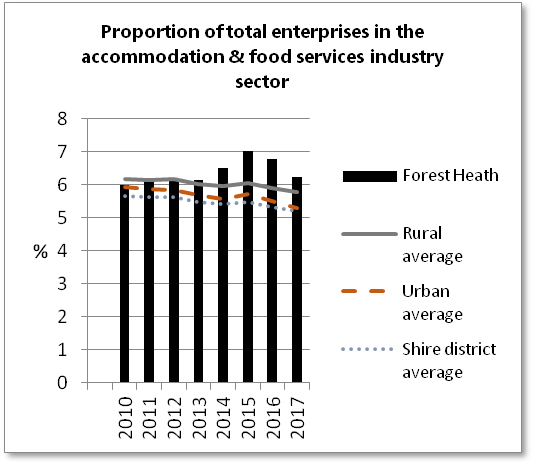 Proportion of total enterprises in the
accommodation & food services industry
sector
8
7
6
5
%
4
3
2
1
0
2010
2011
2012
2013
2014
2015
2016
2017
Forest Heath
Rural
average
Urban
average
Shire district
average